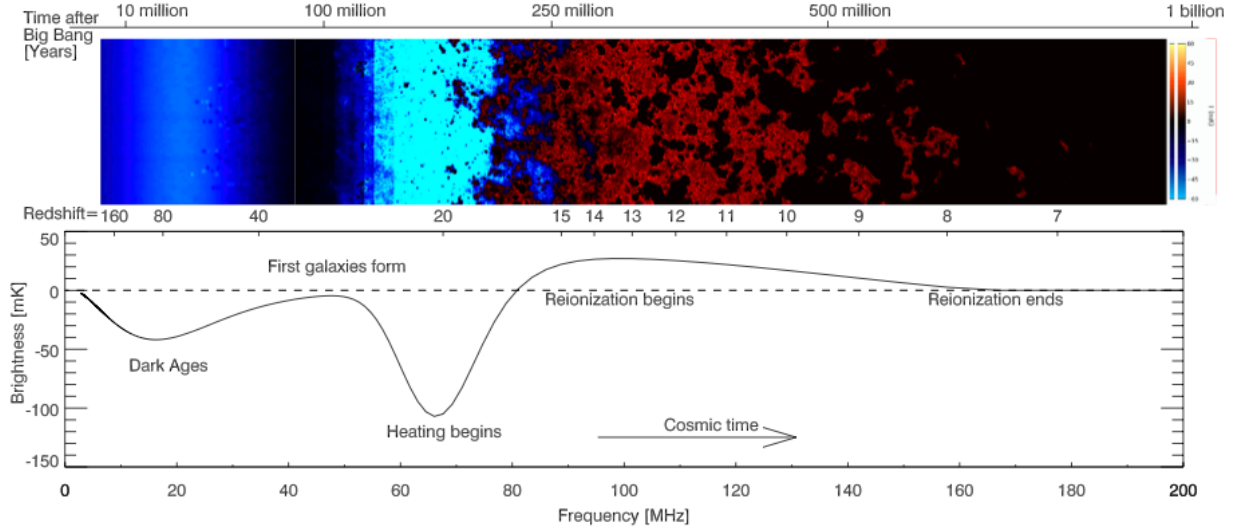 Time after
Big Bang
[Years]
10 million
100 million
250 million
500 million
1 billion
Redshift=
160
80
40
20
15
14
13
12
11
10
9
8
7
50
0
-50
-100
-150
Brightness [mK]
First galaxies form
Reionization begins
Reionization ends
Dark Ages
Heating begins
Cosmic time
0
20
40
60
80
100
120
140
160
180
200
Frequency [MHz]